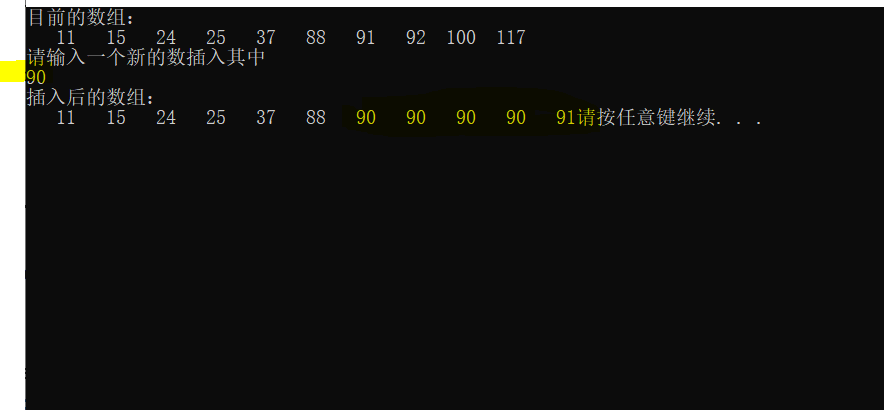 目前的数组:
11 15 24 25 37 88 91 92 100 117
请输入一个新的数插入其中
90
插入后的数组:
11 15 24 25 37 88 90 90 90 90 91请按任意键继续. . .